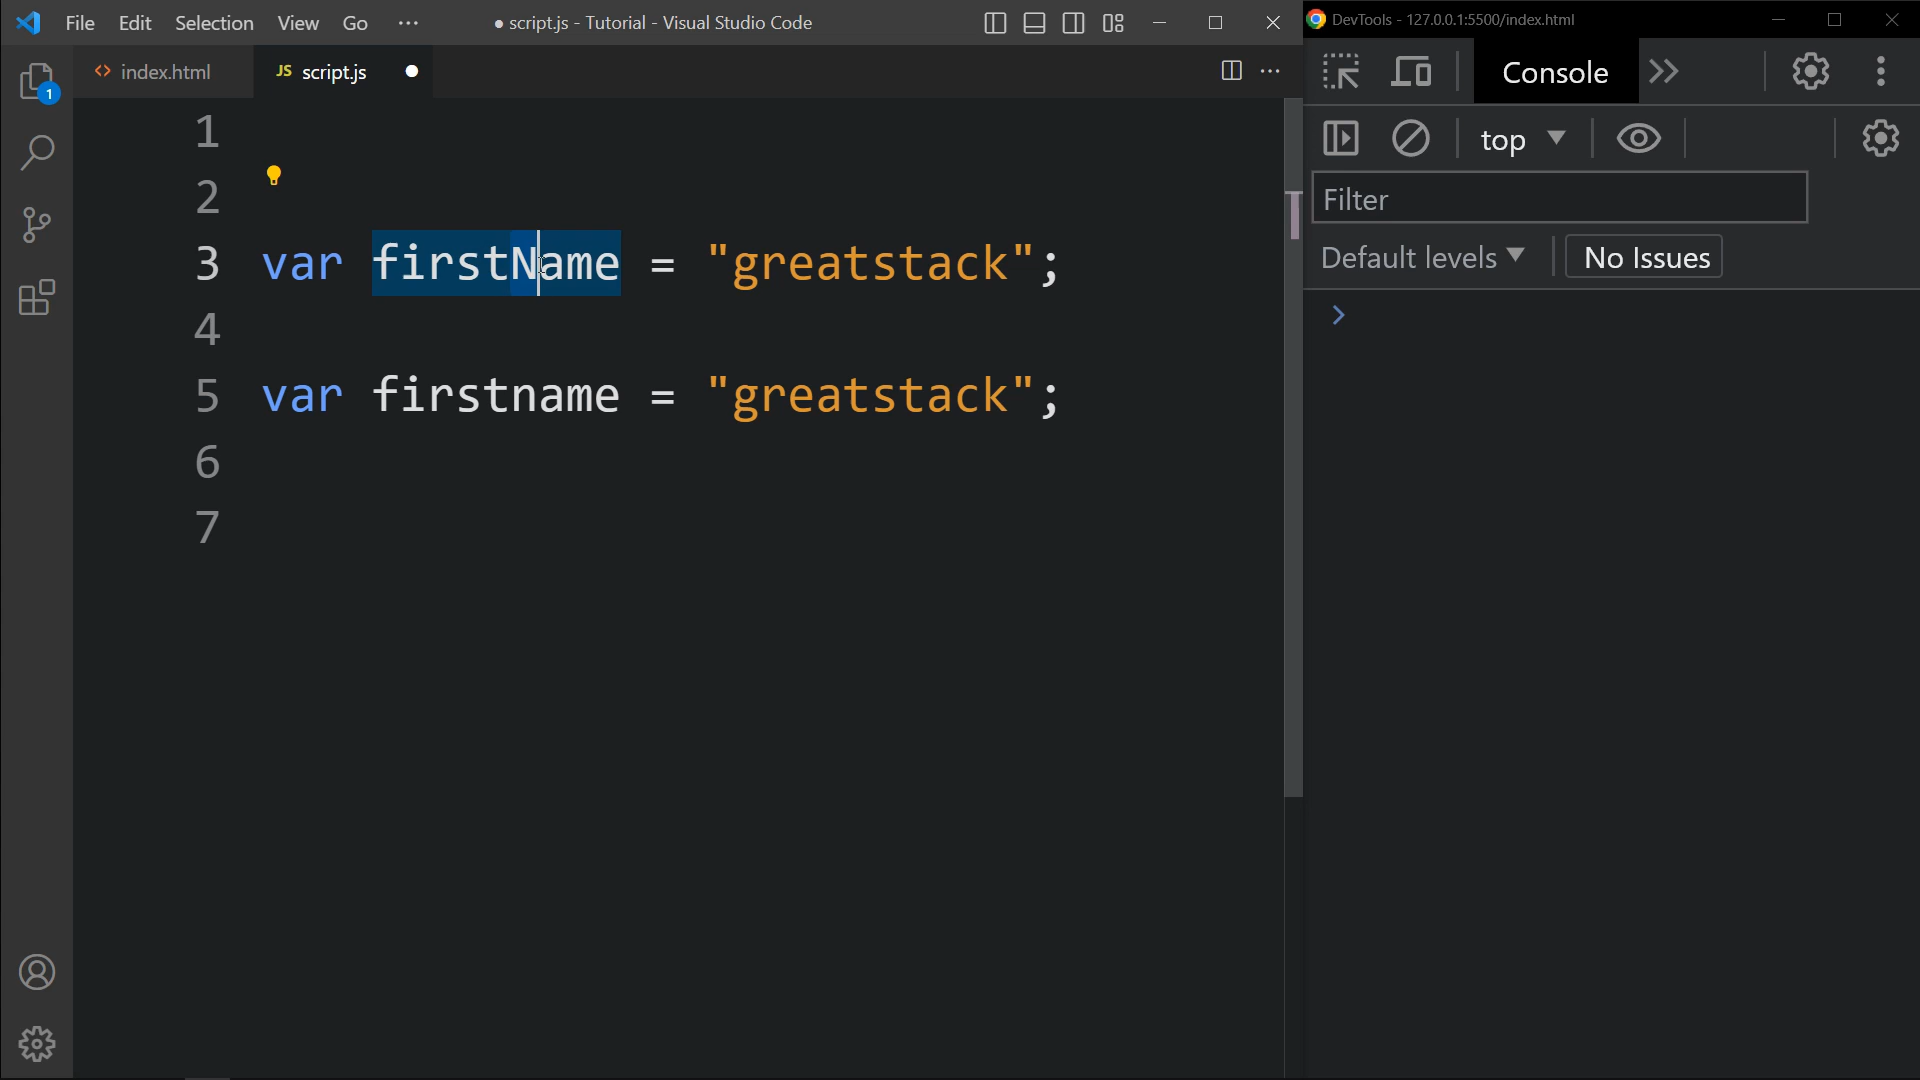 File Edit Selection View Go ··· ● script.js - Tutorial - Visual Studio Code
index.html JS script.js
1
1
2
3 var firstName = "greatstack";
4
5 var firstname = "greatstack";
6
7
DevTools - 127.0.0.1:5500/index.html
Console
top
Filter
Default levels No Issues